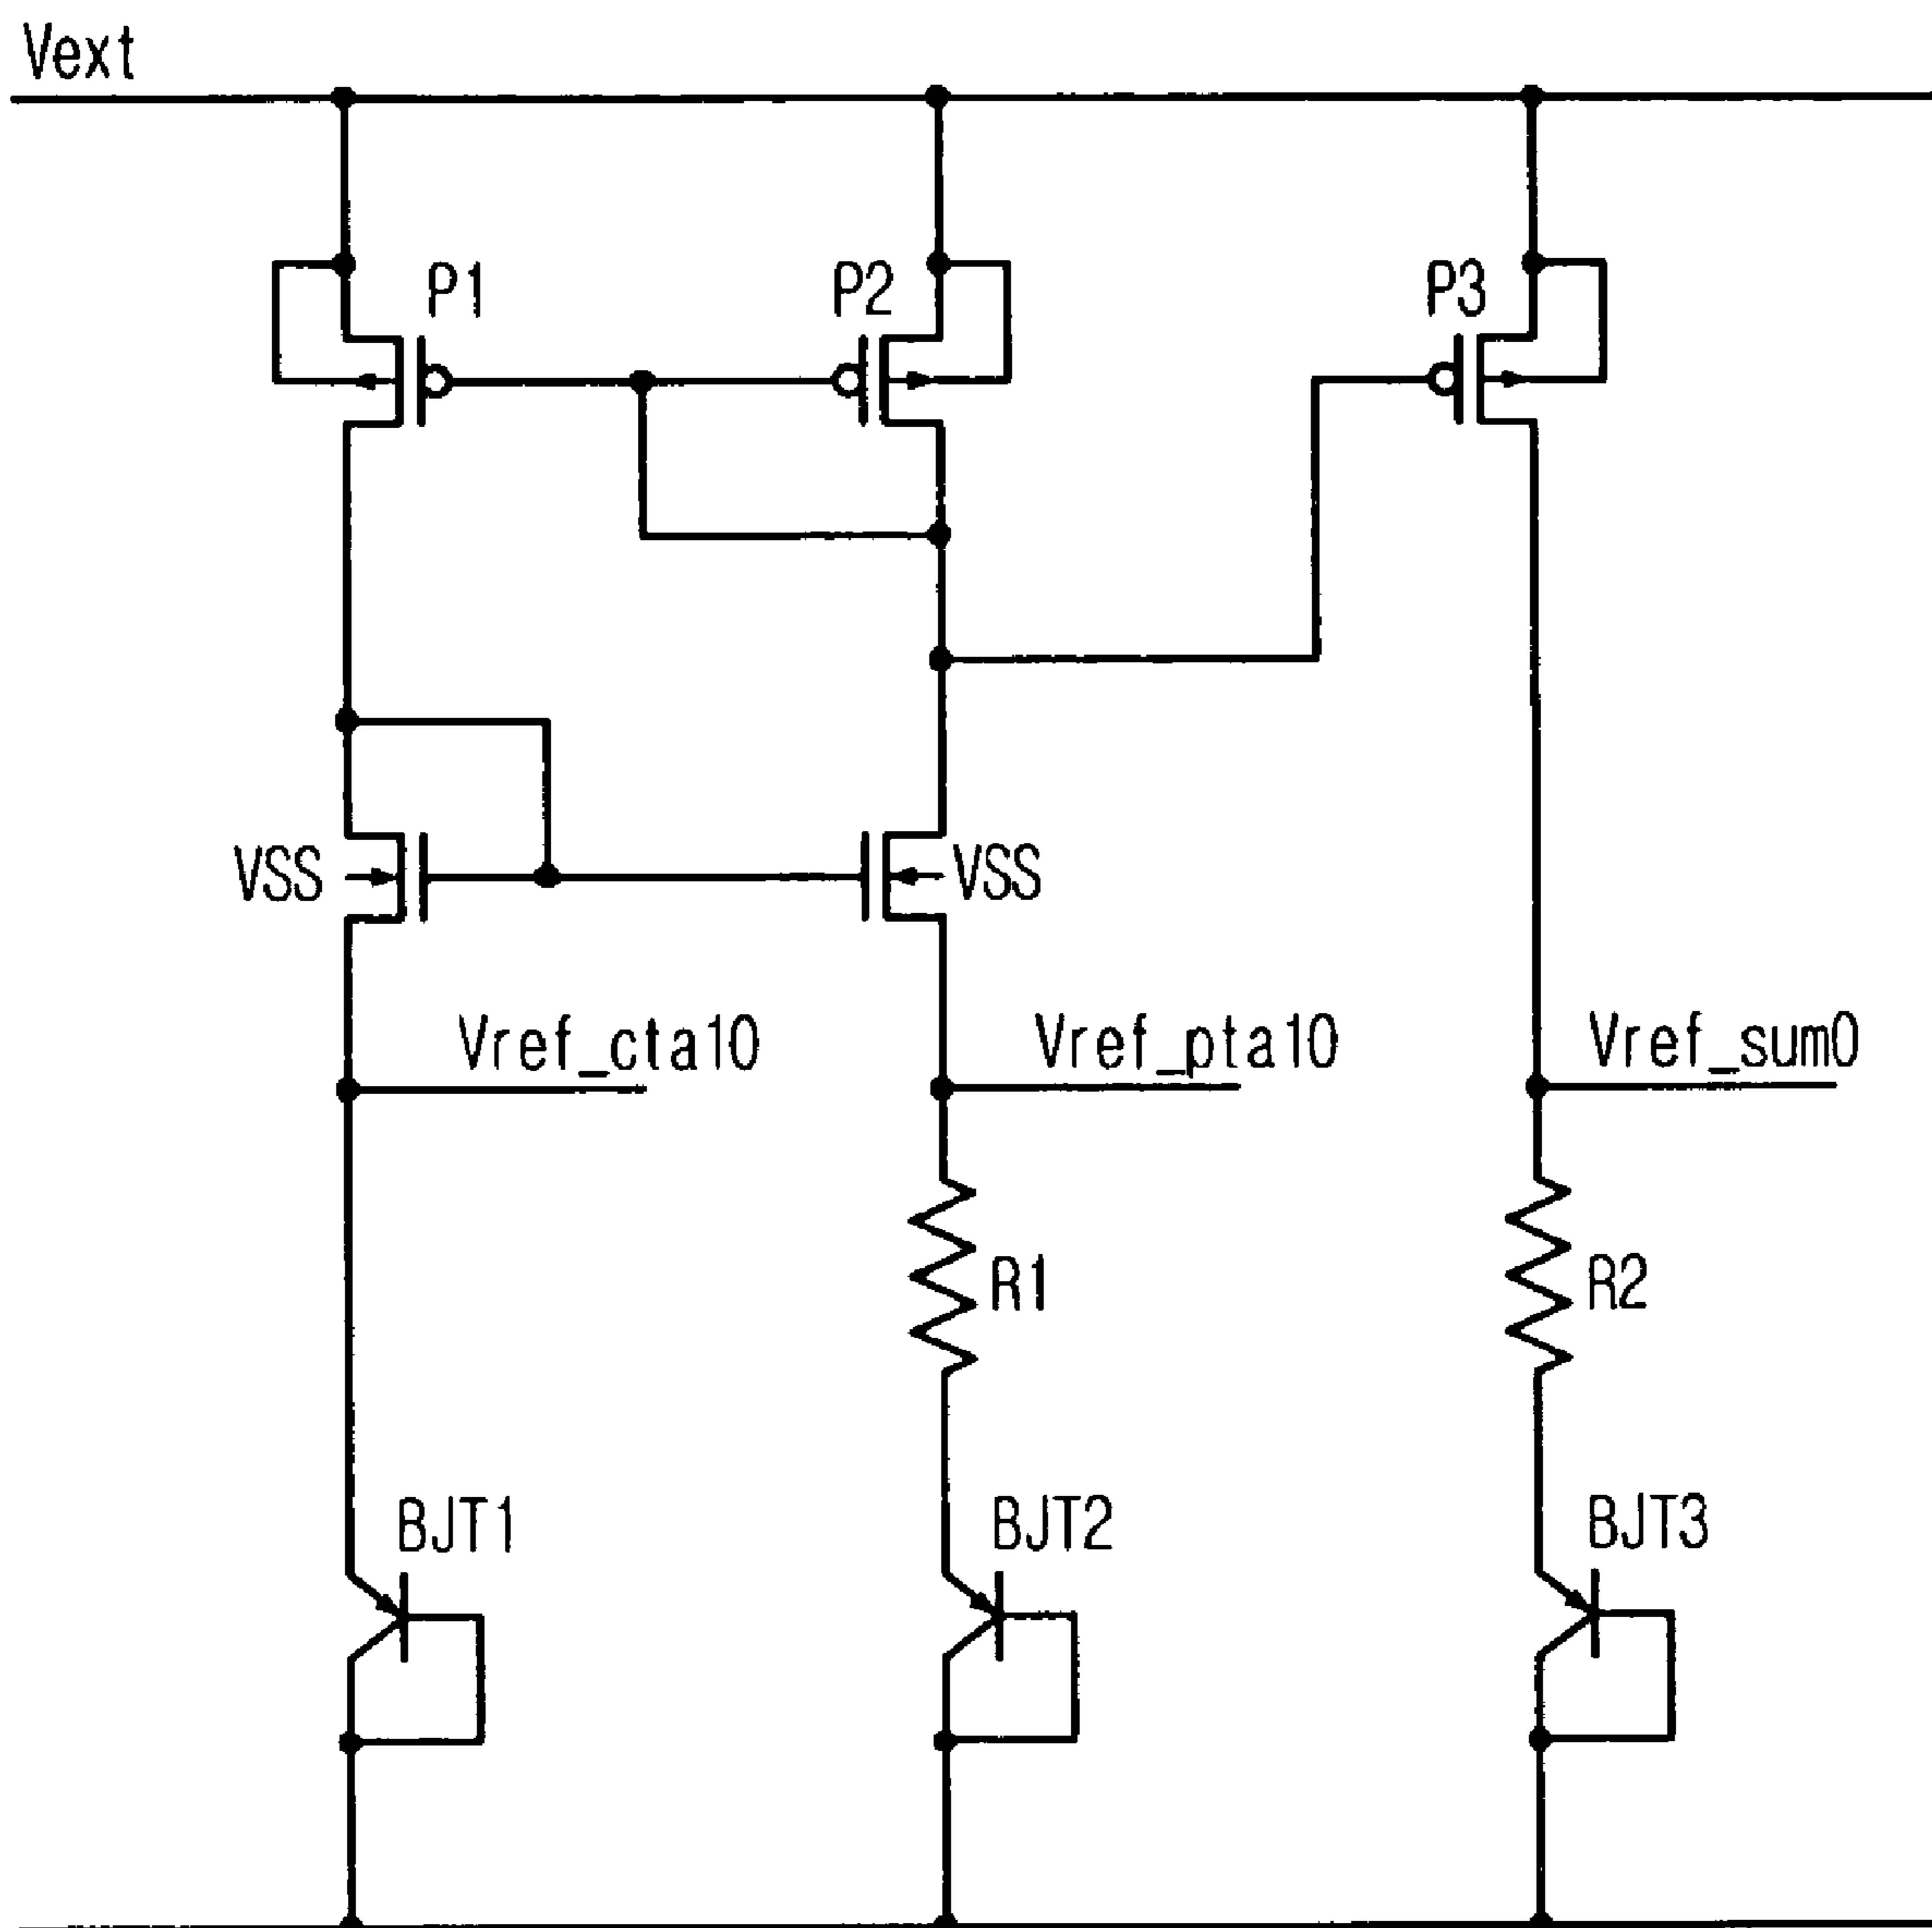 Vext
P1
P2
P3
VSS
VSS
Vref_cta10
Vref_pta10
Vref_sum0
R1
R2
BJT1
BJT2
BJT3